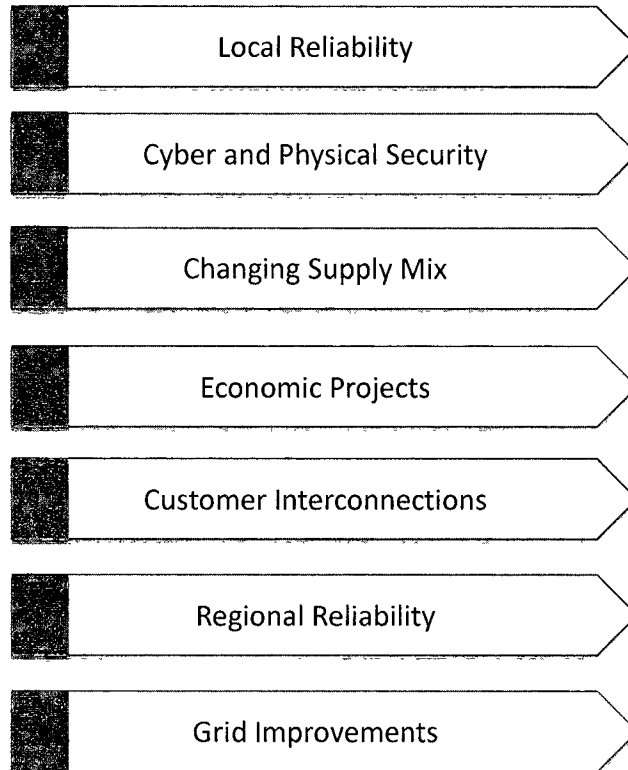 Local Reliability
Cyber and Physical Security
Changing Supply Mix
Economic Projects
Customer Interconnections
Regional Reliability
Grid Improvements